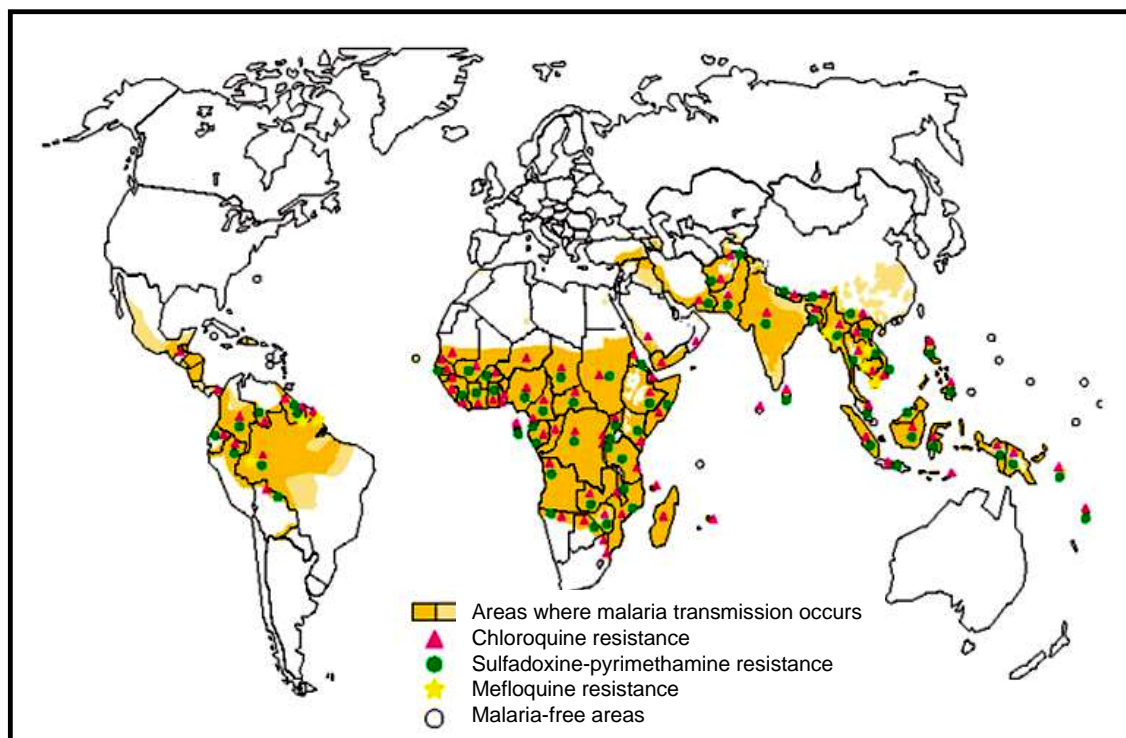 Areas where malaria transmission occurs
Chloroquine resistance
Sulfadoxine-pyrimethamine resistance
Mefloquine resistance
Malaria-free areas